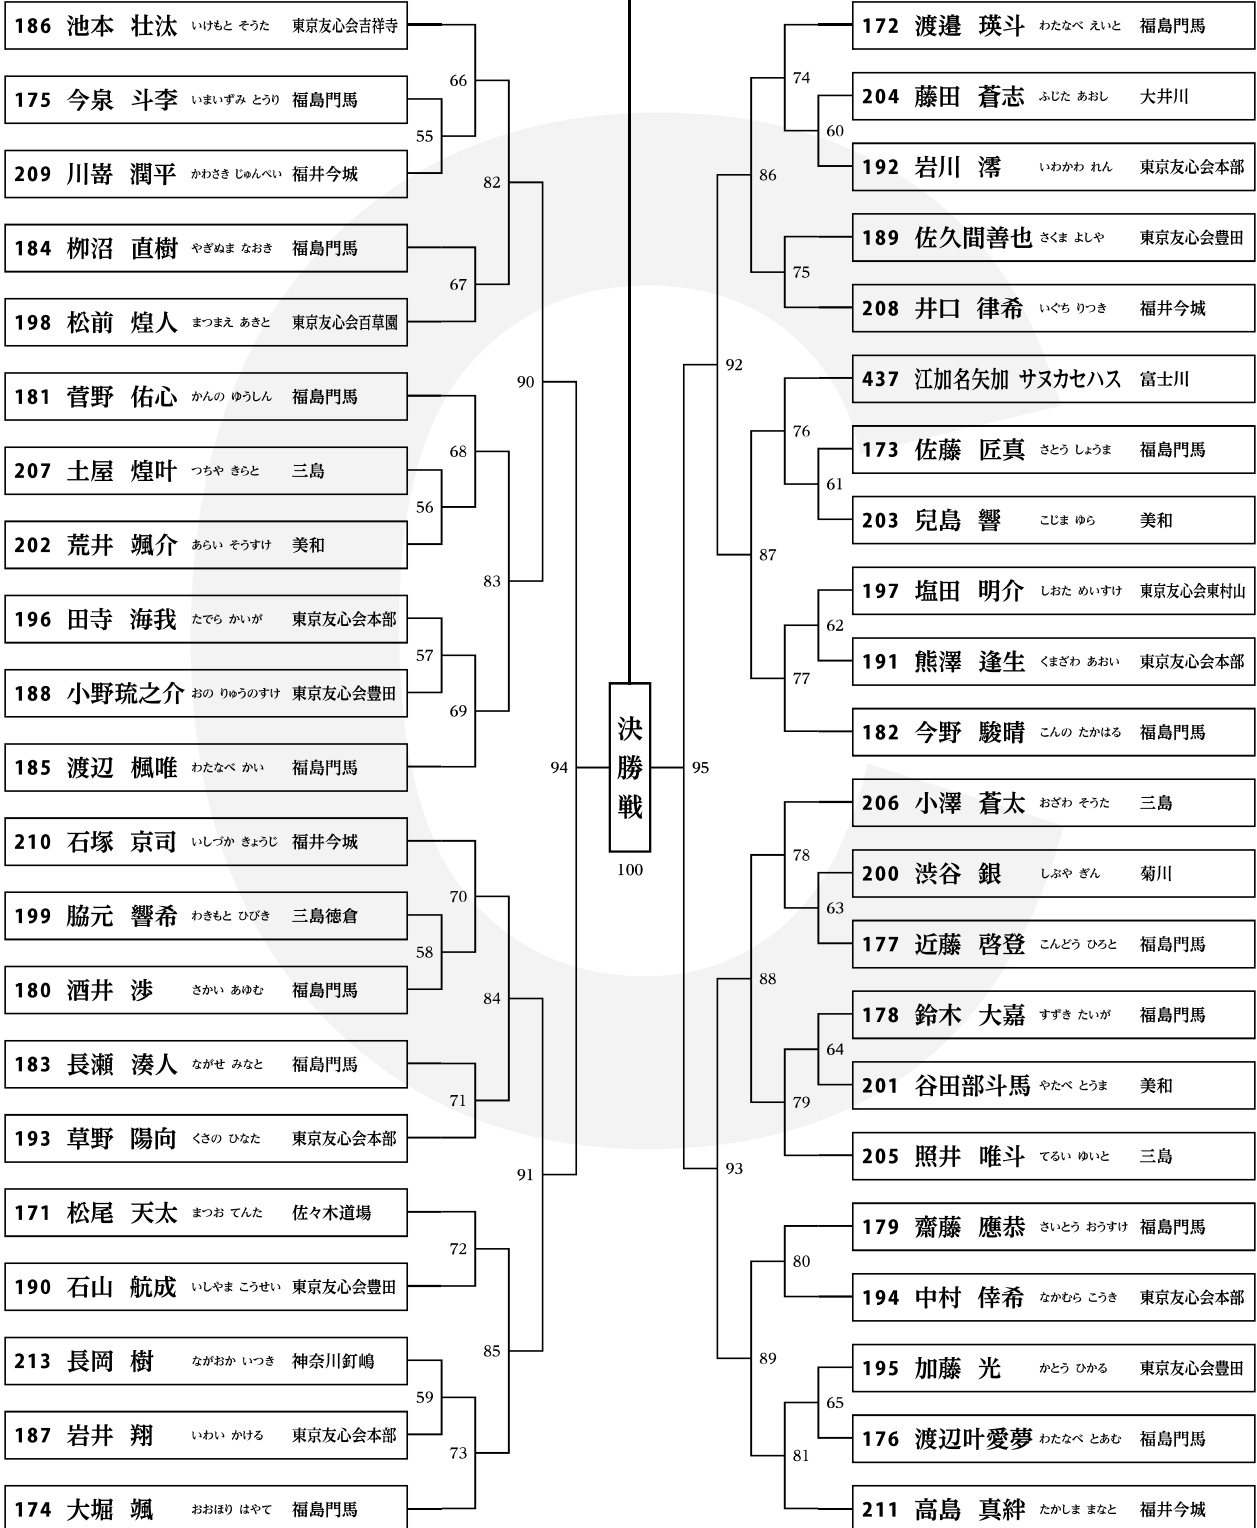 186 池本 壮汰 いけもと そうた 東京友心会吉祥寺
66
175 今泉 斗李 いまいずみ とうり 福島門馬
55
209 川嵜 潤平 かわさき じゅんぺい 福井今城
82
184 栁沼 直樹 やぎぬま なおき 福島門馬
67
198 松前 煌人 まつまえ あきと 東京友心会百草園
90
181 菅野 佑心 かんの ゆうしん 福島門馬
68
207 土屋 煌叶 つちや きらと 三島
56
202 荒井 颯介 あらい そうすけ 美和
83
196 田寺 海我 たでら かいが 東京友心会本部
57
188 小野琉之介 おの りゅうのすけ 東京友心会豊田
69
185 渡辺 楓唯 わたなべ かい 福島門馬
94
210 石塚 京司 いしづか きょうじ 福井今城
70
199 脇元 響希 わきもと ひびき 三島徳倉
58
180 酒井 渉 さかい あゆむ 福島門馬
84
183 長瀬 湊人 ながせ みなと 福島門馬
71
193 草野 陽向 くさの ひなた 東京友心会本部
91
171 松尾 天太 まつお てんた 佐々木道場
72
190 石山 航成 いしやま こうせい 東京友心会豊田
85
213 長岡 樹 ながおか いつき 神奈川釘嶋
59
187 岩井 翔 いわい かける 東京友心会本部
73
174 大堀 颯 おおほり はやて 福島門馬
決勝戦
100
172 渡邉 瑛斗 わたなべ えいと 福島門馬
74
204 藤田 蒼志 ふじた あおし 大井川
60
192 岩川 澪 いわかわ れん 東京友心会本部
86
189 佐久間善也 さくま よしや 東京友心会豊田
75
208 井口 律希 いぐち りつき 福井今城
92
437 江加名矢加 サヌカセハス 富士川
76
173 佐藤 匠真 さとう しょうま 福島門馬
61
203 兒島 響 こじま ゆら 美和
87
197 塩田 明介 しおた めいすけ 東京友心会東村山
62
191 熊澤 逢生 くまざわ あおい 東京友心会本部
77
182 今野 駿晴 こんの たかはる 福島門馬
95
206 小澤 蒼太 おざわ そうた 三島
78
200 渋谷 銀 しぶや ぎん 菊川
63
177 近藤 啓登 こんどう ひろと 福島門馬
88
178 鈴木 大嘉 すずき たいが 福島門馬
64
201 谷田部斗馬 やたべ とうま 美和
79
205 照井 唯斗 てるい ゆいと 三島
93
179 齋藤 應恭 さいとう おうすけ 福島門馬
80
194 中村 倖希 なかむら こうき 東京友心会本部
89
195 加藤 光 かとう ひかる 東京友心会豊田
65
176 渡辺叶愛夢 わたなべ とあむ 福島門馬
81
211 高島 真絆 たかしま まなと 福井今城